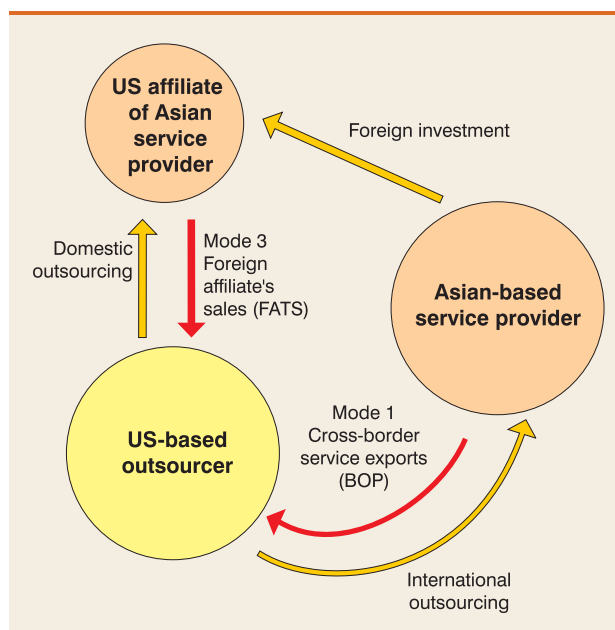 US affiliate
of Asian
service
provider
Foreign investment
Domestic
outsourcing
Mode 3
Foreign
affiliate's
sales (FATS)
Asian-based
service provider
US-based
outsourcer
Mode 1
Cross-border
service exports
(BOP)
International
outsourcing